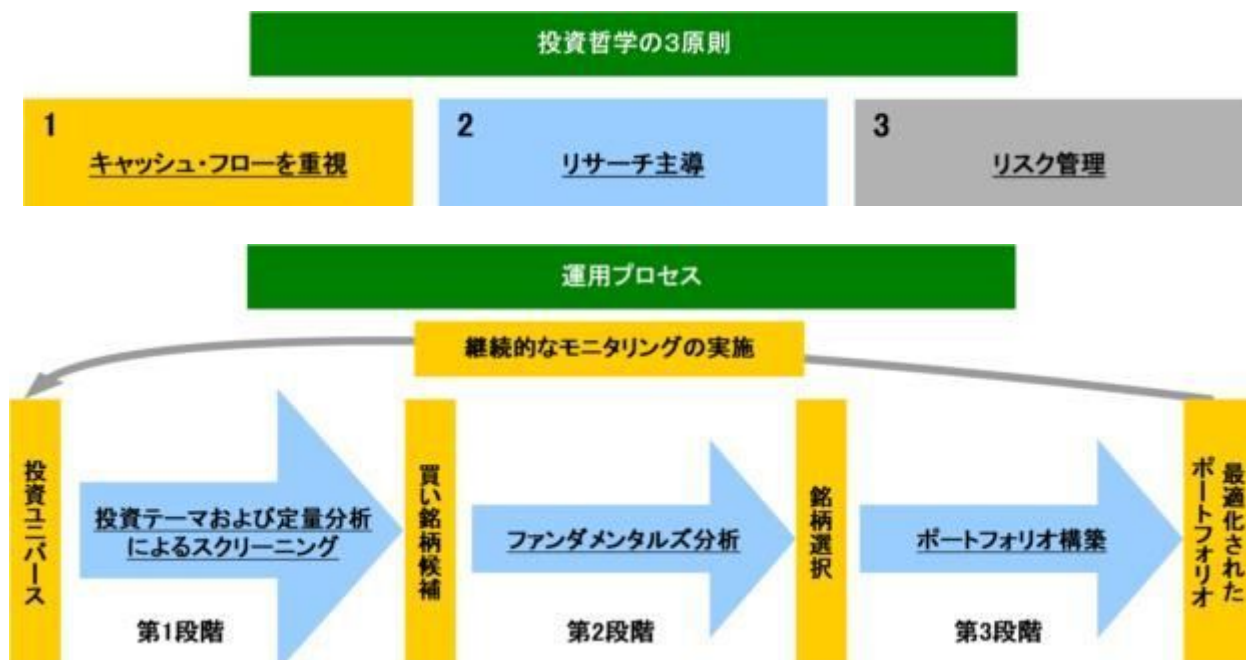 投資哲学の3原則
1
キャッシュ・フローを重視
2
リサーチ主導
3
リスク管理
運用プロセス
継続的なモニタリングの実施
投資ユニバース
投資テーマおよび定量分析
によるスクリーニング
第1段階
買い銘柄候補
ファンダメンタルズ分析
第2段階
銘柄選択
ポートフォリオ構築
第3段階
最適化された
ポートフォリオ